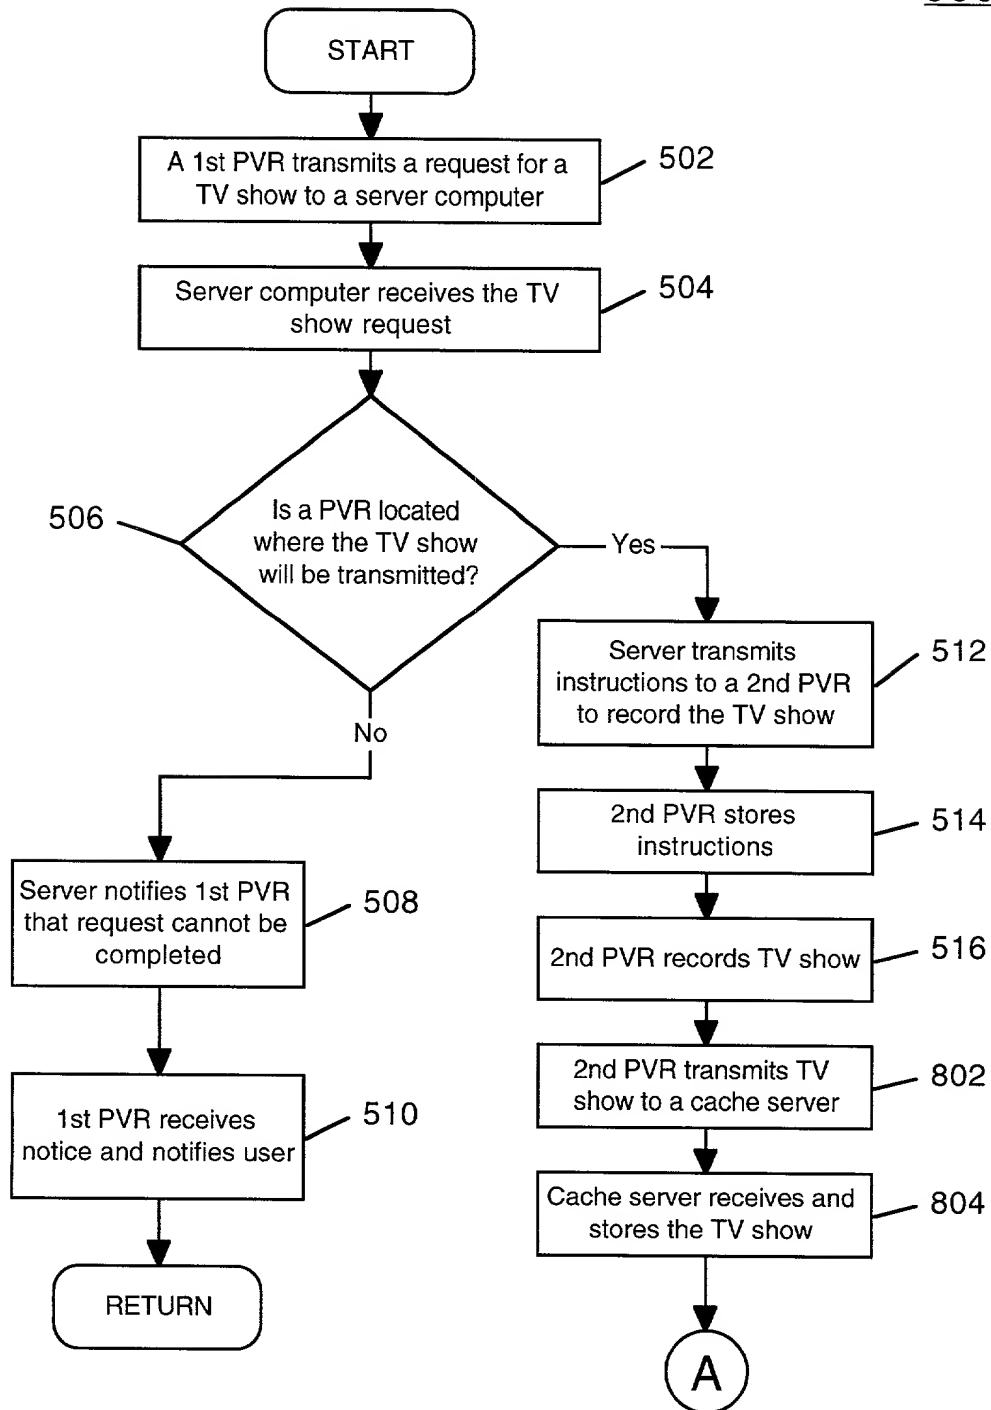 START
A 1st PVR transmits a request for a
TV show to a server computer
502
Server computer receives the TV
show request
504
Is a PVR located
where the TV show
will be transmitted?
506
Yes
No
Server transmits
instructions to a 2nd PVR
to record the TV show
512
2nd PVR stores
instructions
514
Server notifies 1st PVR
that request cannot be
completed
508
2nd PVR records TV show
516
2nd PVR transmits TV
show to a cache server
802
1st PVR receives
notice and notifies user
510
Cache server receives and
stores the TV show
804
RETURN
A